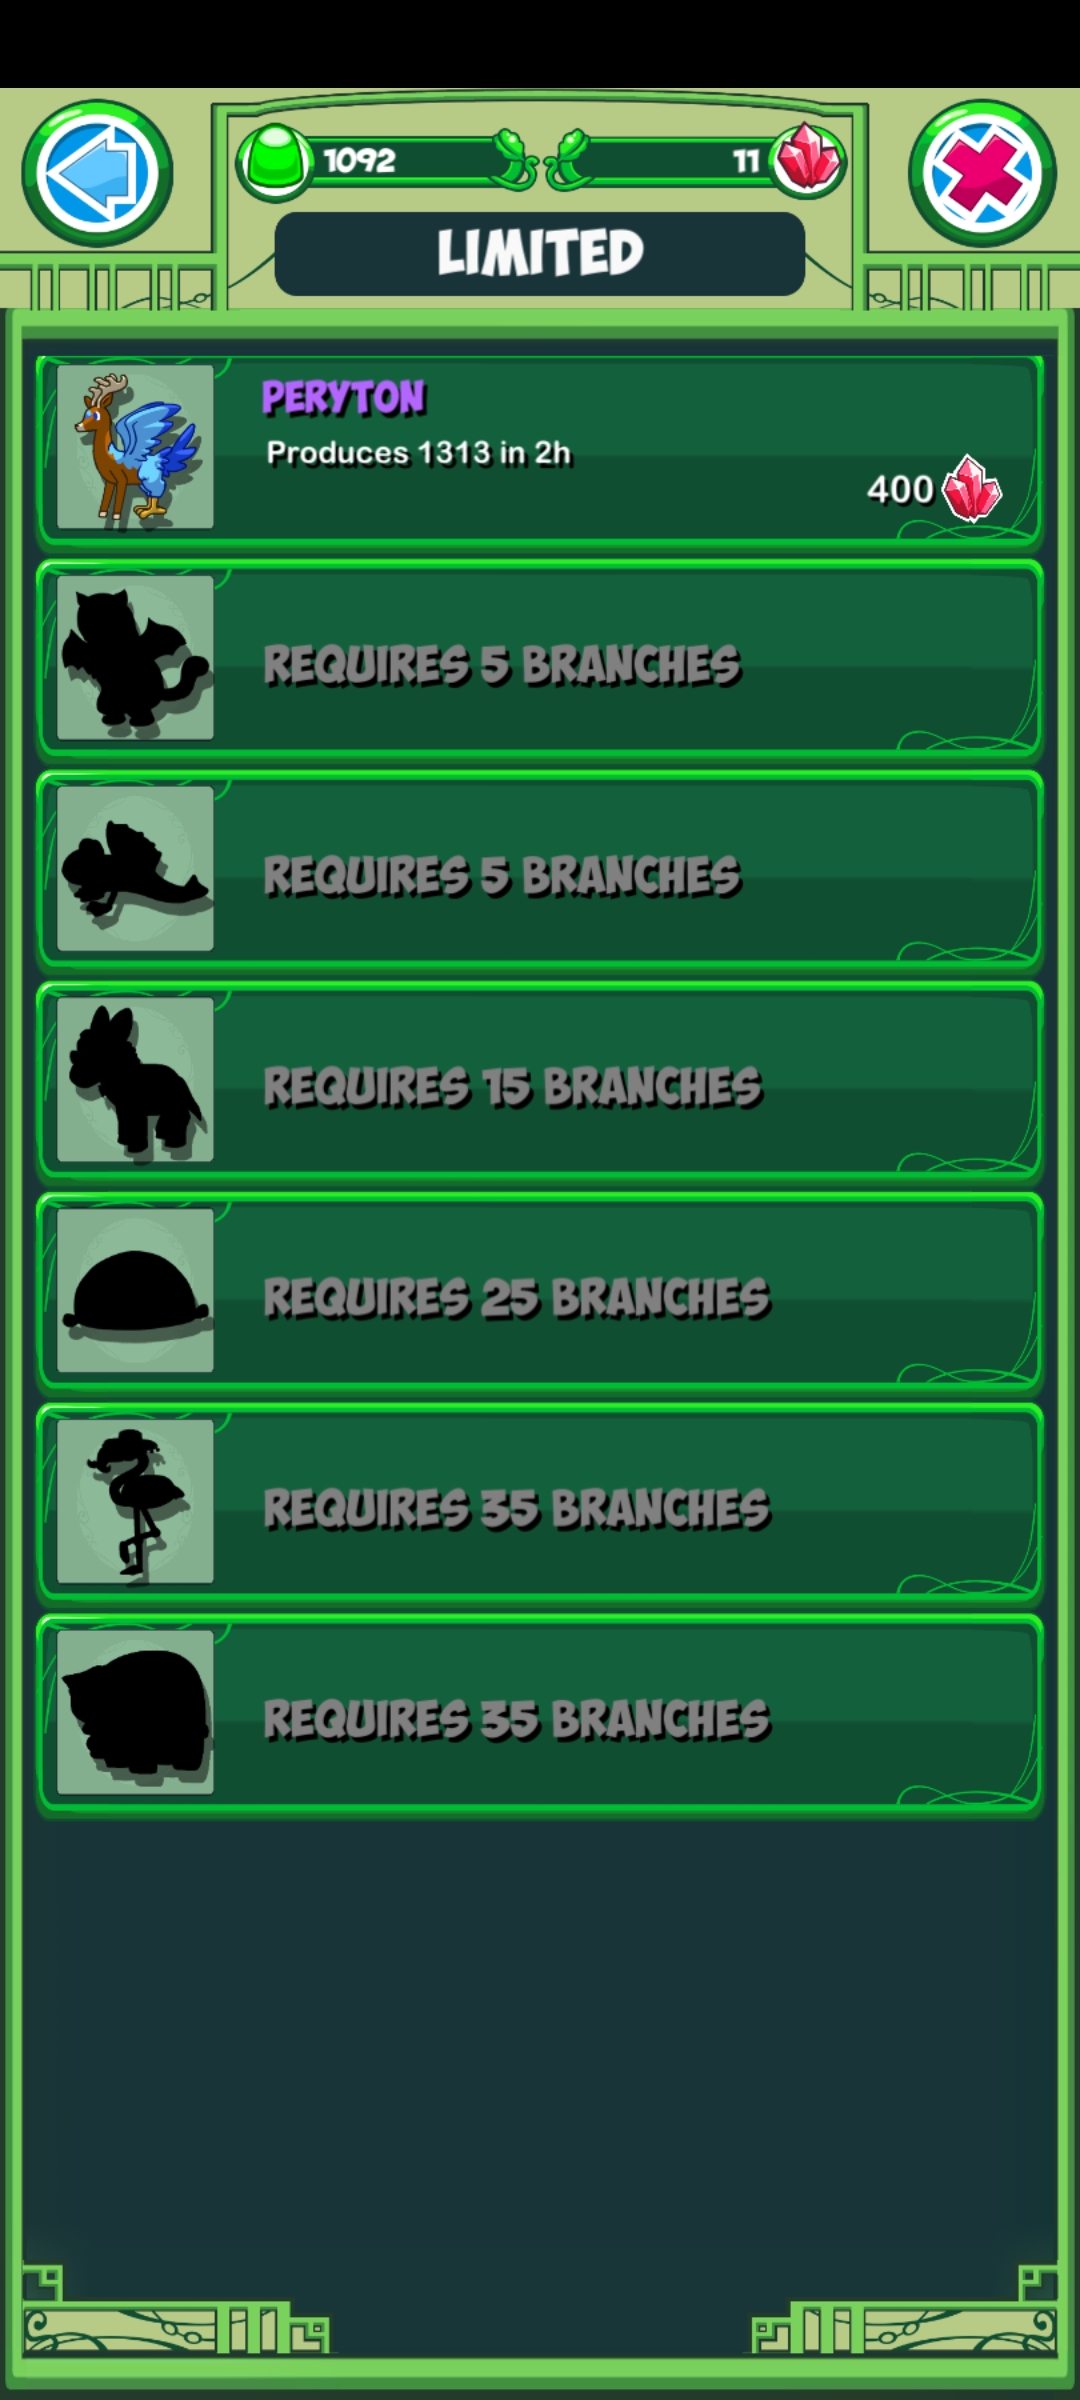 1092
11
LIMITED
PERYTON
Produces 1313 in 2h
400
REQUIRES 5 BRANCHES
REQUIRES 5 BRANCHES
REQUIRES 15 BRANCHES
REQUIRES 25 BRANCHES
REQUIRES 35 BRANCHES
REQUIRES 35 BRANCHES